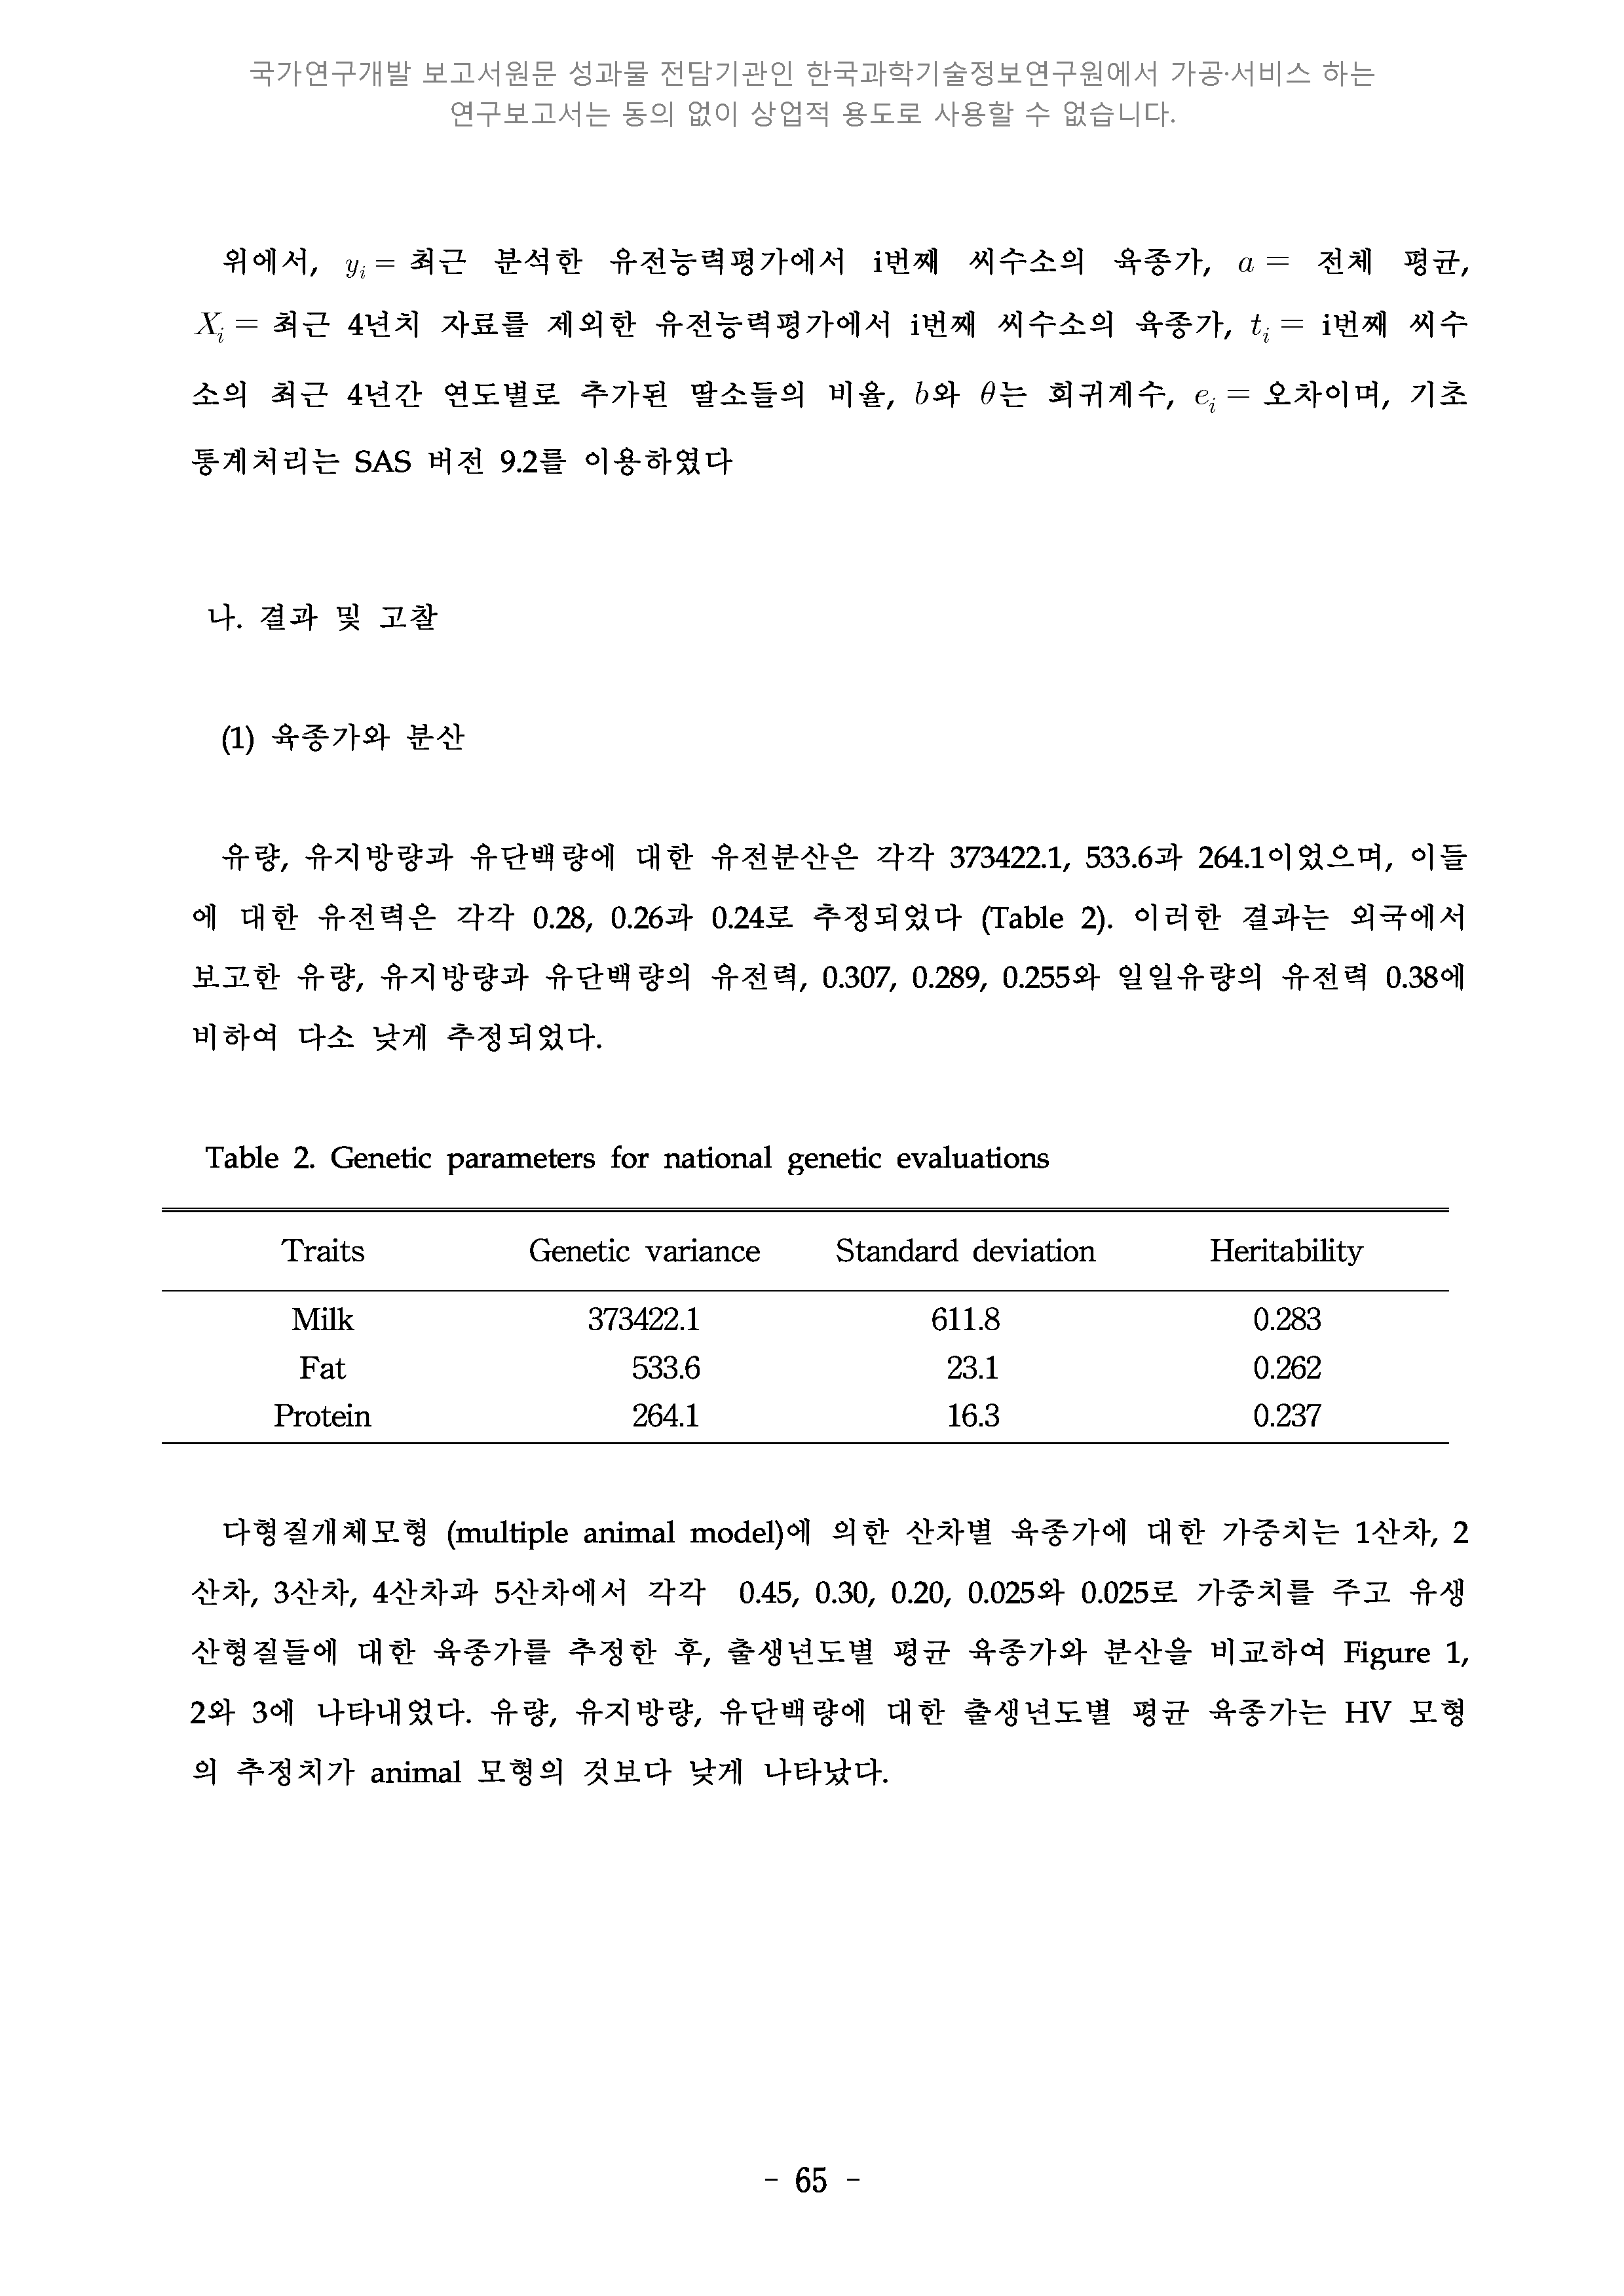 국가연구개발 보고서원문 성과물 전담기관인 한국과학기술정보연구원에서 가공·서비스 하는
연구보고서는 동의 없이 상업적 용도로 사용할 수 없습니다.
위에서, y_i = 최근 분석한 유전능력평가에서 i번째 씨수소의 육종가, a = 전체 평균,
X_i = 최근 4년치 자료를 제외한 유전능력평가에서 i번째 씨수소의 육종가, t_i = i번째 씨수
소의 최근 4년간 연도별로 추가된 딸소들의 비율, b와 θ는 회귀계수, e_i = 오차이며, 기초
통계처리는 SAS 버전 9.2를 이용하였다
나. 결과 및 고찰
(1) 육종가와 분산
유량, 유지방량과 유단백량에 대한 유전분산은 각각 373422.1, 533.6과 264.1이었으며, 이들
에 대한 유전력은 각각 0.28, 0.26과 0.24로 추정되었다 (Table 2). 이러한 결과는 외국에서
보고한 유량, 유지방량과 유단백량의 유전력, 0.307, 0.289, 0.255와 일일유량의 유전력 0.38에
비하여 다소 낮게 추정되었다.
Table 2. Genetic parameters for national genetic evaluations
Traits Genetic variance Standard deviation Heritability
Milk 373422.1 611.8 0.283
Fat 533.6 23.1 0.262
Protein 264.1 16.3 0.237
다형질개체모형 (multiple animal model)에 의한 산차별 육종가에 대한 가중치는 1산차, 2
산차, 3산차, 4산차과 5산차에서 각각 0.45, 0.30, 0.20, 0.025와 0.025로 가중치를 주고 유생
산형질들에 대한 육종가를 추정한 후, 출생년도별 평균 육종가와 분산을 비교하여 Figure 1,
2와 3에 나타내었다. 유량, 유지방량, 유단백량에 대한 출생년도별 평균 육종가는 HV 모형
의 추정치가 animal 모형의 것보다 낮게 나타났다.
- 65 -